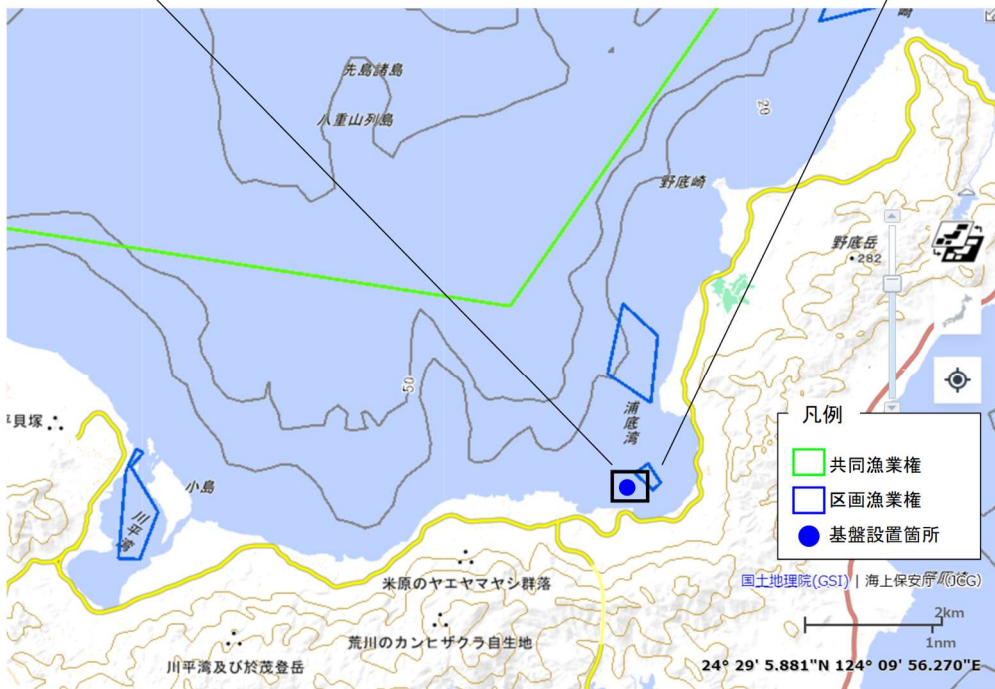 先島諸島
八重山列島
崎
20
野底崎
野底岳
・282
50
浦底湾
平貝塚
小島
川平湾
米原のヤエヤマヤシ群落
荒川のカンヒザクラ自生地
川平湾及び於茂登岳
凡例
共同漁業権
区画漁業権
基盤設置箇所
国土地理院(GSI) | 海上保安庁(JCG)
2km
1nm
24° 29' 5.881"N 124° 09' 56.270"E